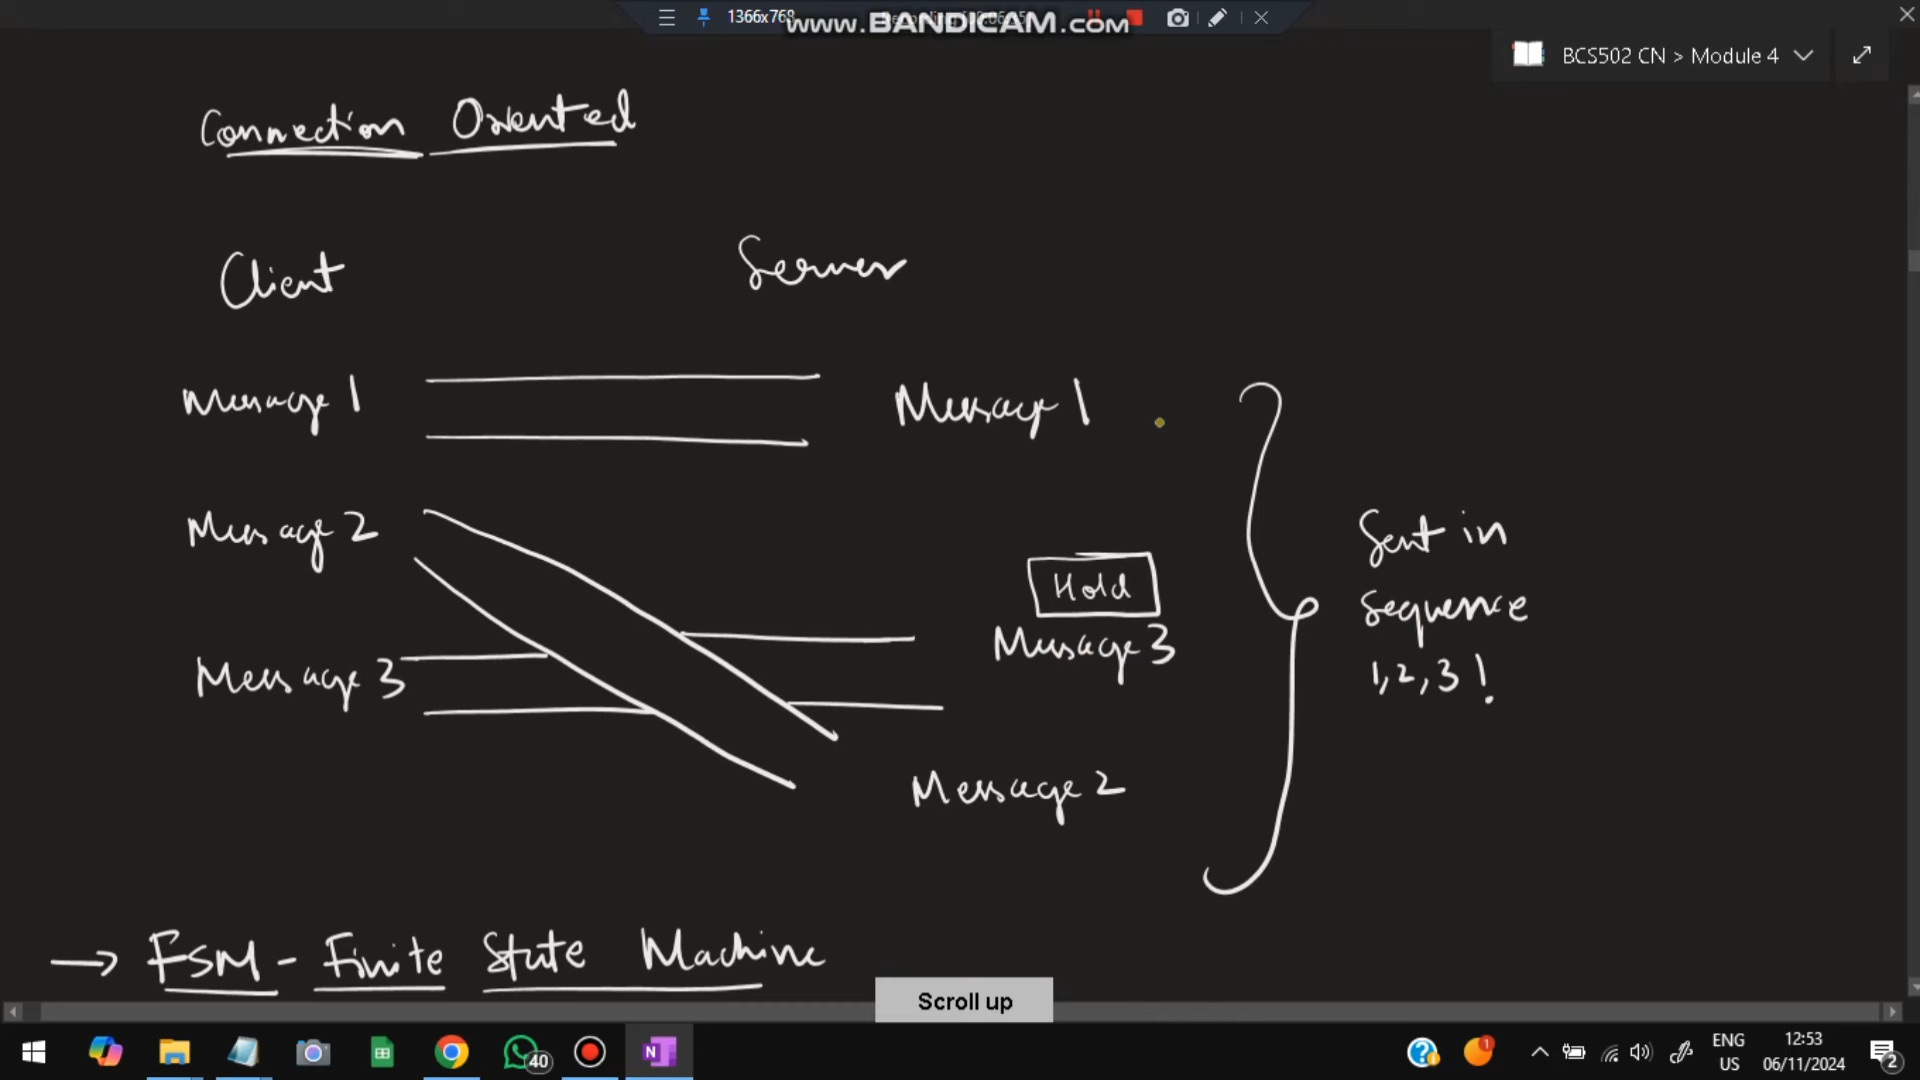 1366x768
www.BANDICAM.com
BCS502 CN > Module 4
Connection Oriented
Client Server
Message 1 Message 1
Message 2
Hold
Message 3 Message 3
Message 2
Sent in
sequence
1,2,3!
→ FSM - Finite State Machine
Scroll up
40
N
1
ENG
US
12:53
06/11/2024
2